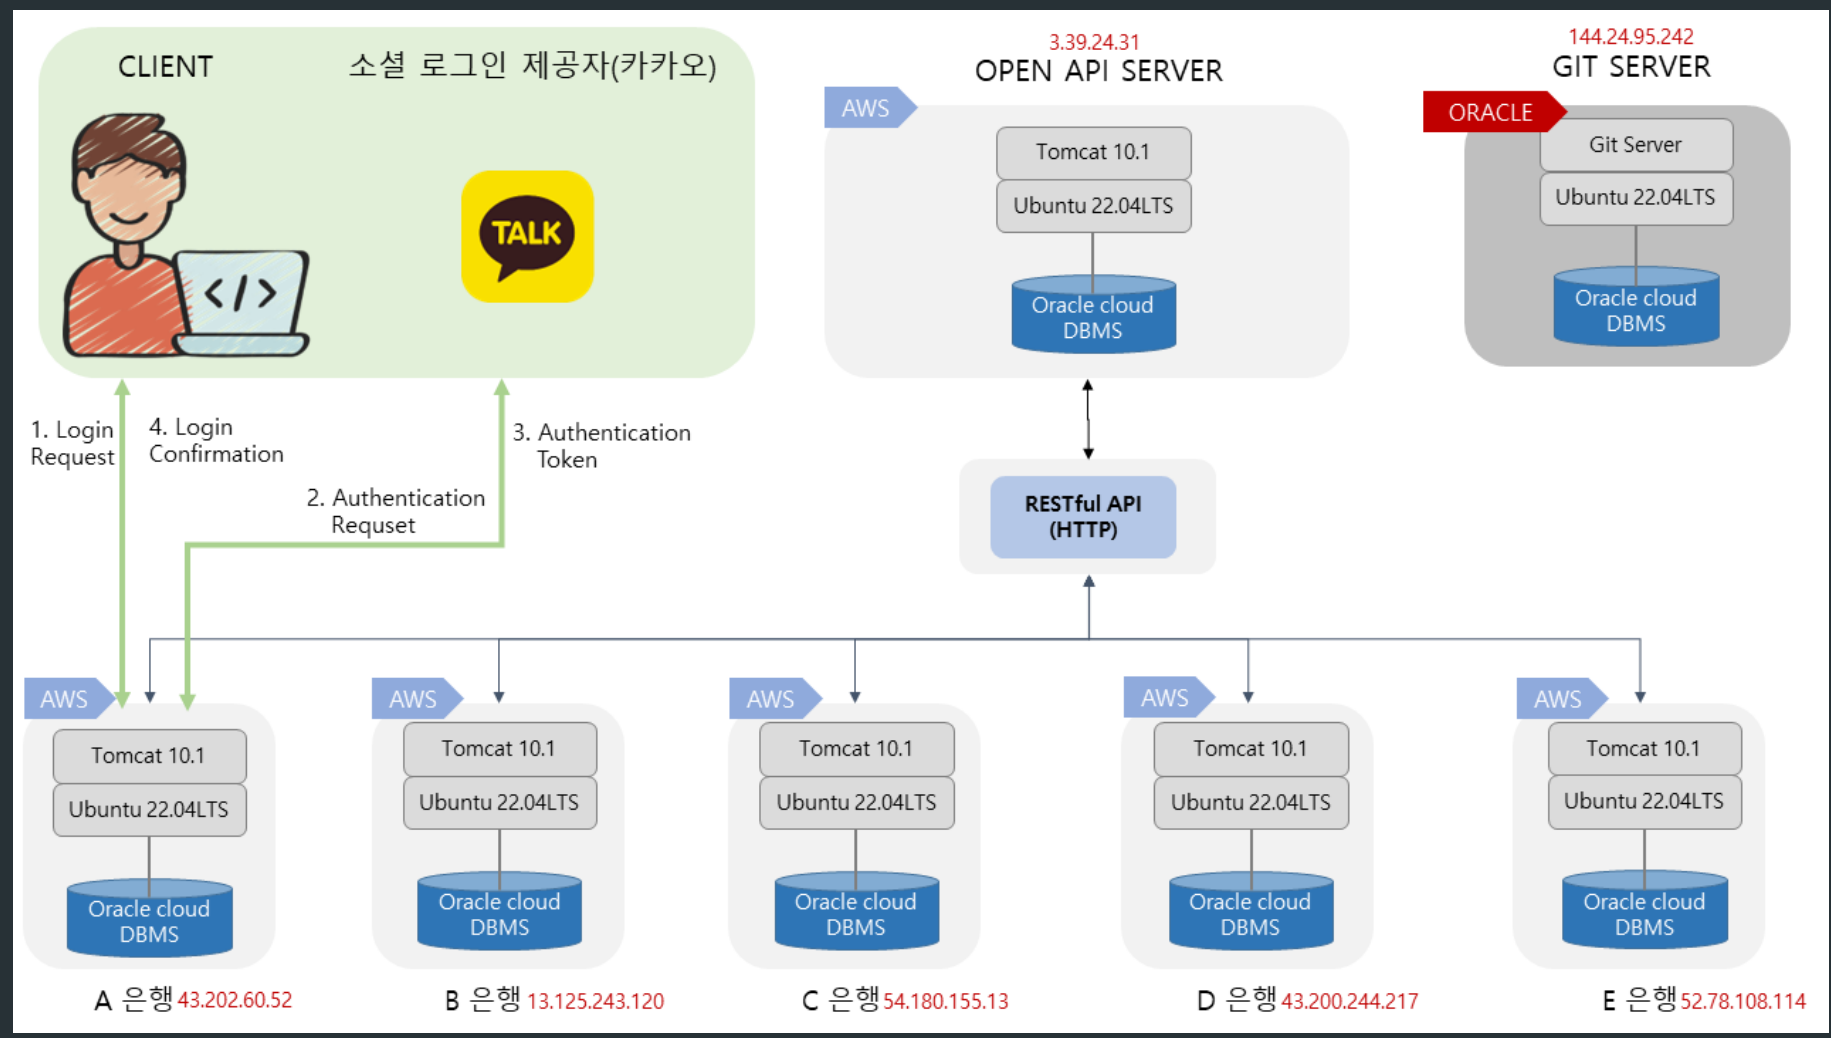 CLIENT
소셜 로그인 제공자(카카오)
TALK
</>
1. Login
Request
4. Login
Confirmation
2. Authentication
Requset
3. Authentication
Token
3.39.24.31
OPEN API SERVER
AWS
Tomcat 10.1
Ubuntu 22.04LTS
Oracle cloud
DBMS
144.24.95.242
GIT SERVER
ORACLE
Git Server
Ubuntu 22.04LTS
Oracle cloud
DBMS
RESTful API
(HTTP)
AWS
Tomcat 10.1
Ubuntu 22.04LTS
Oracle cloud
DBMS
A 은행 43.202.60.52
AWS
Tomcat 10.1
Ubuntu 22.04LTS
Oracle cloud
DBMS
B 은행 13.125.243.120
AWS
Tomcat 10.1
Ubuntu 22.04LTS
Oracle cloud
DBMS
C 은행 54.180.155.13
AWS
Tomcat 10.1
Ubuntu 22.04LTS
Oracle cloud
DBMS
D 은행 43.200.244.217
AWS
Tomcat 10.1
Ubuntu 22.04LTS
Oracle cloud
DBMS
E 은행 52.78.108.114